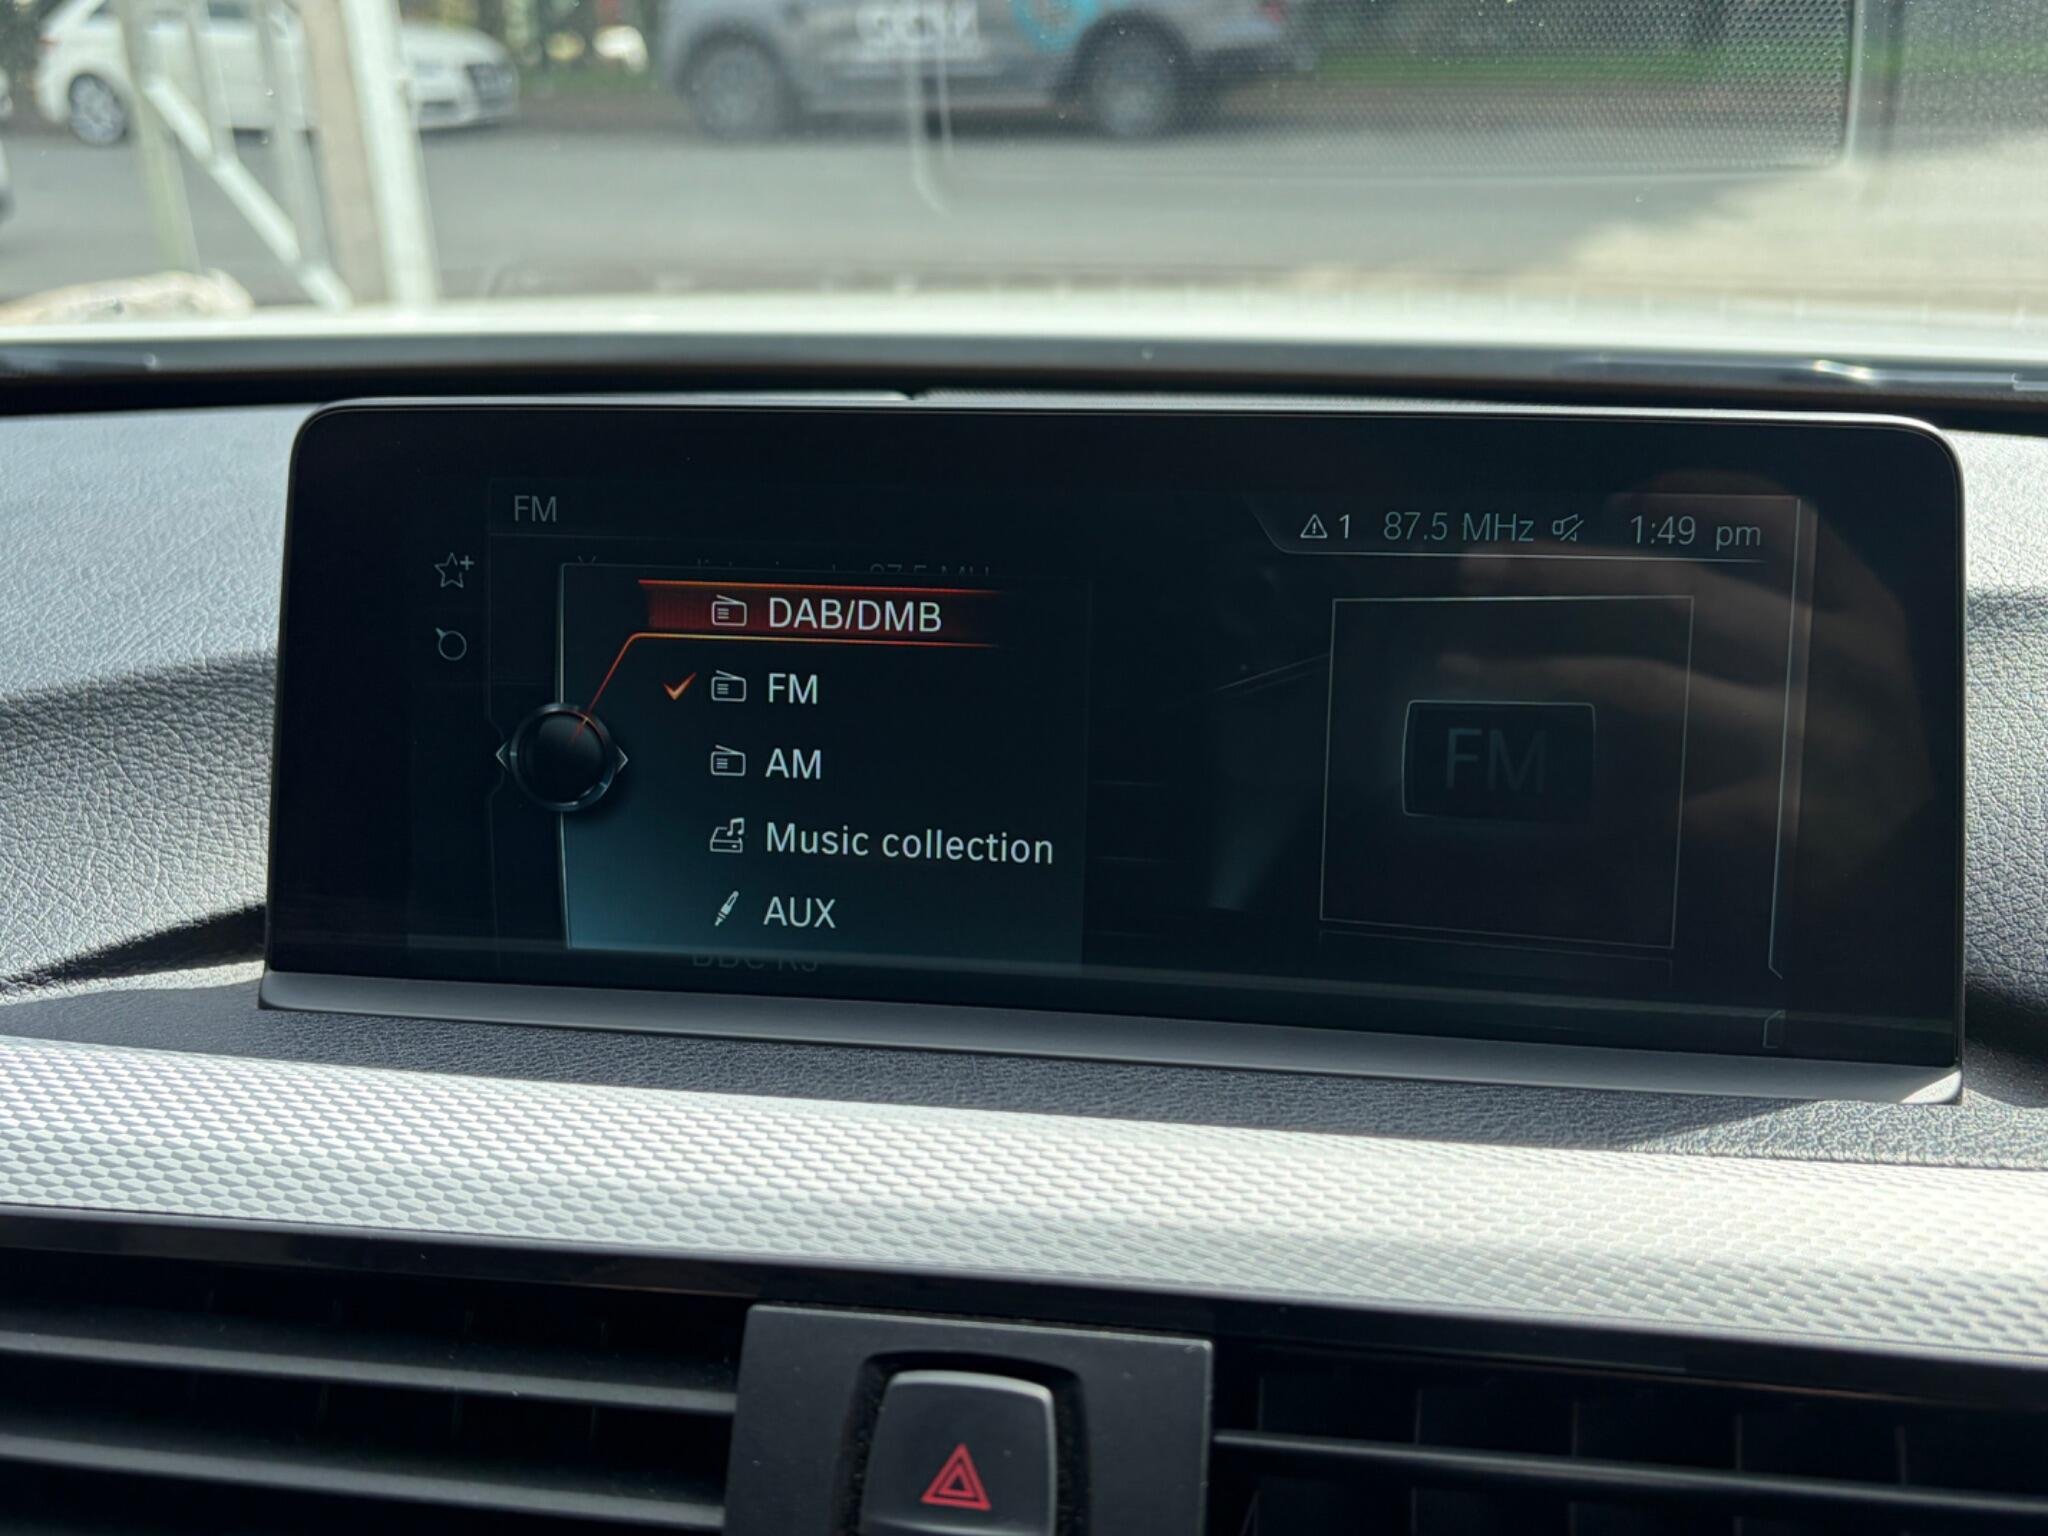 FM
1 87.5 MHz 1:49 pm
DAB/DMB
FM
AM
Music collection
AUX
FM